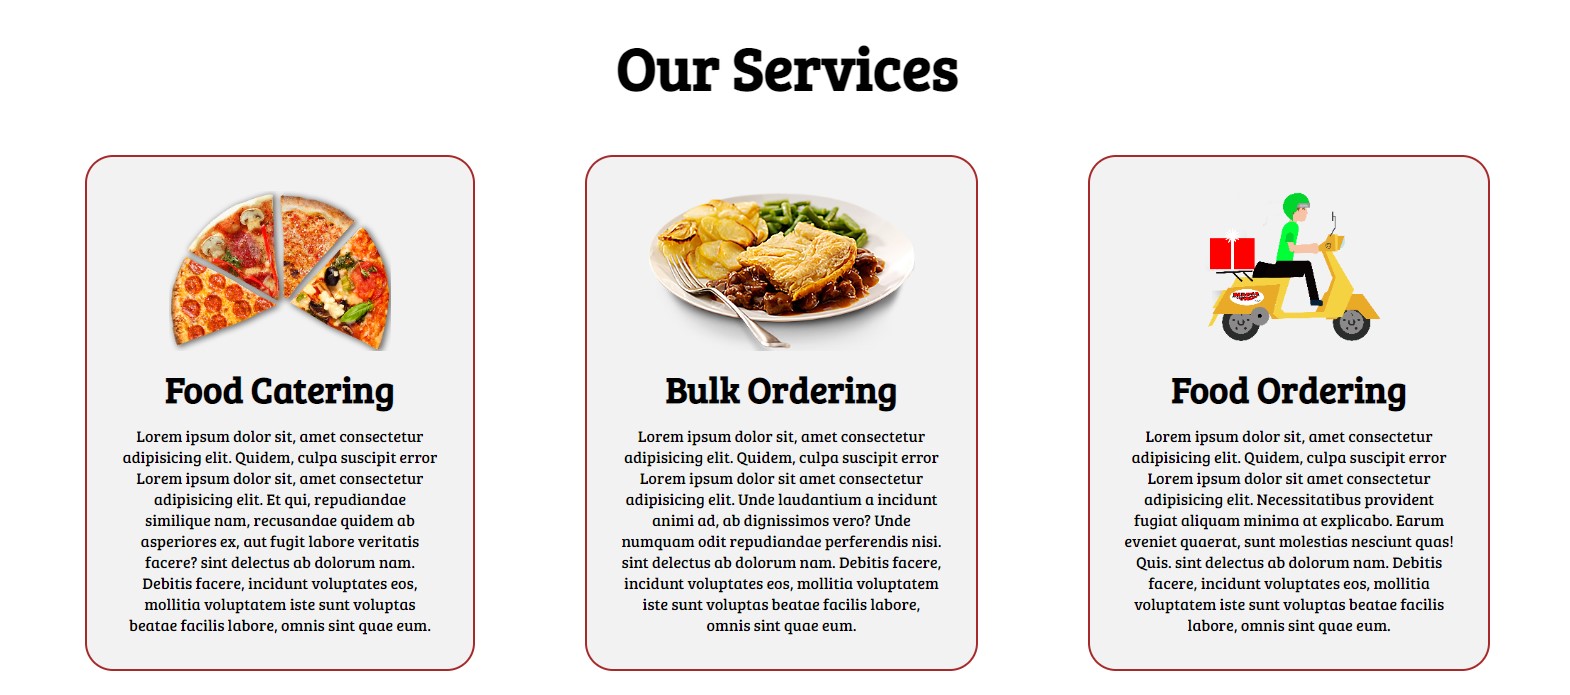 Our Services
Food Catering
Lorem ipsum dolor sit, amet consectetur
adipisicing elit. Quidem, culpa suscipit error
Lorem ipsum dolor sit, amet consectetur
adipisicing elit. Et qui, repudiandae
similique nam, recusandae quidem ab
asperiores ex, aut fugit labore veritatis
facere? sint delectus ab dolorum nam.
Debitis facere, incidunt voluptates eos,
mollitia voluptatem iste sunt voluptas
beatae facilis labore, omnis sint quae eum.
Bulk Ordering
Lorem ipsum dolor sit, amet consectetur
adipisicing elit. Quidem, culpa suscipit error
Lorem ipsum dolor sit, amet consectetur
adipisicing elit. Unde laudantium a incidunt
animi ad, ab dignissimos vero? Unde
numquam odit repudiandae perferendis nisi.
sint delectus ab dolorum nam. Debitis facere,
incidunt voluptates eos, mollitia voluptatem
iste sunt voluptas beatae facilis labore,
omnis sint quae eum.
Food Ordering
Lorem ipsum dolor sit, amet consectetur
adipisicing elit. Quidem, culpa suscipit error
Lorem ipsum dolor sit, amet consectetur
adipisicing elit. Necessitatibus provident
fugiat aliquam minima at explicabo. Earum
eveniet quaerat, sunt molestias nesciunt quas!
Quis. sint delectus ab dolorum nam. Debitis
facere, incidunt voluptates eos, mollitia
voluptatem iste sunt voluptas beatae facilis
labore, omnis sint quae eum.